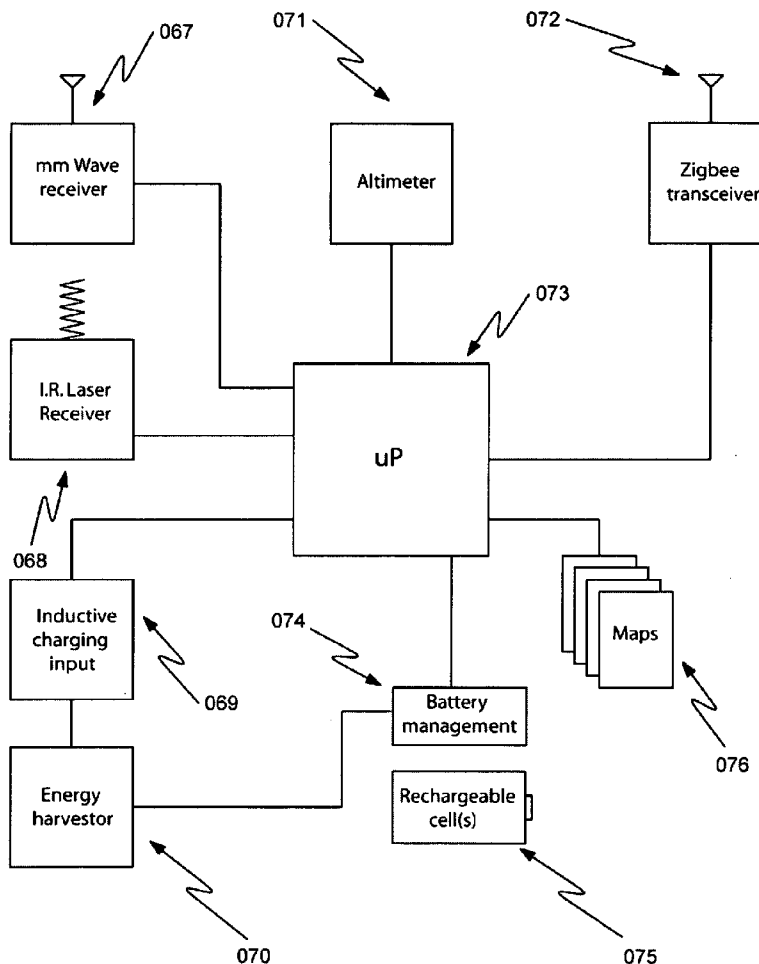 067
071
072
mm Wave
receiver
Altimeter
Zigbee
transceiver
073
I.R. Laser
Receiver
uP
068
Inductive
charging
input
074
Maps
069
Battery
management
076
Energy
harvestor
Rechargeable
cell(s)
070
075